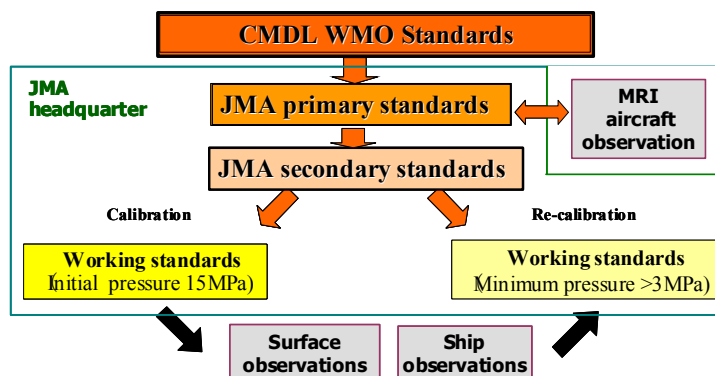 CMDL WMO Standards
JMA
headquarter
JMA primary standards
MRI
aircraft
observation
JMA secondary standards
Calibration
Re-calibration
Working standards
(Initial pressure 15MPa)
Working standards
(Minimum pressure >3MPa)
Surface
observations
Ship
observations